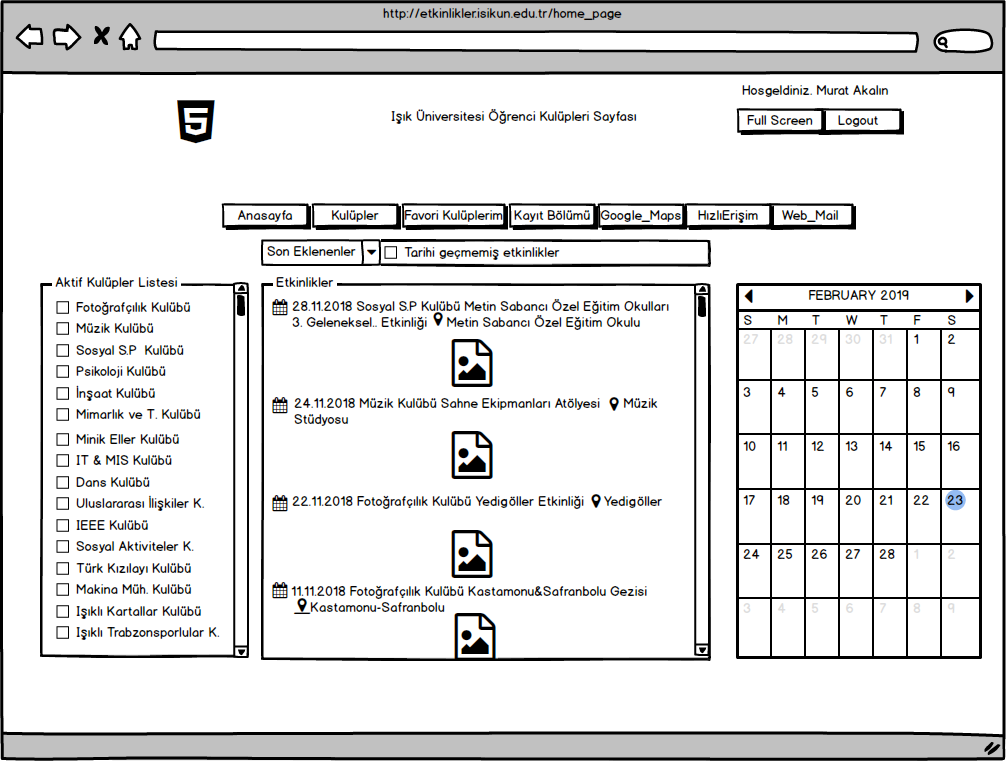 http://etkinlikler.isikun.edu.tr/home_page
Hosgeldiniz. Murat Akalın
5
Işık Üniversitesi Öğrenci Kulüpleri Sayfası
Full Screen Logout
Anasayfa Kulüpler Favori Kulüplerim Kayıt Bölümü Google_Maps HızlıErişim Web_Mail
Son Eklenenler Tarihi geçmemiş etkinlikler
Aktif Kulüpler Listesi
Fotoğrafçılık Kulübü
Müzik Kulübü
Sosyal S.P Kulübü
Psikoloji Kulübü
İnşaat Kulübü
Mimarlık ve T. Kulübü
Minik Eller Kulübü
IT & MIS Kulübü
Dans Kulübü
Uluslararası İlişkiler K.
IEEE Kulübü
Sosyal Aktiviteler K.
Türk Kızılayı Kulübü
Makina Müh. Kulübü
Işıklı Kartallar Kulübü
Işıklı Trabzonsporlular K.
Etkinlikler
28.11.2018 Sosyal S.P Kulübü Metin Sabancı Özel Eğitim Okulları
3. Geleneksel.. Etkinliği Metin Sabancı Özel Eğitim Okulu
24.11.2018 Müzik Kulübü Sahne Ekipmanları Atölyesi Müzik
Stüdyosu
22.11.2018 Fotoğrafçılık Kulübü Yedigöller Etkinliği Yedigöller
11.11.2018 Fotoğrafçılık Kulübü Kastamonu&Safranbolu Gezisi
Kastamonu-Safranbolu
FEBRUARY 2019
S M T W T F S
27 28 29 30 31 1 2
3 4 5 6 7 8 9
10 11 12 13 14 15 16
17 18 19 20 21 22 23
24 25 26 27 28 1 2
3 4 5 6 7 8 9